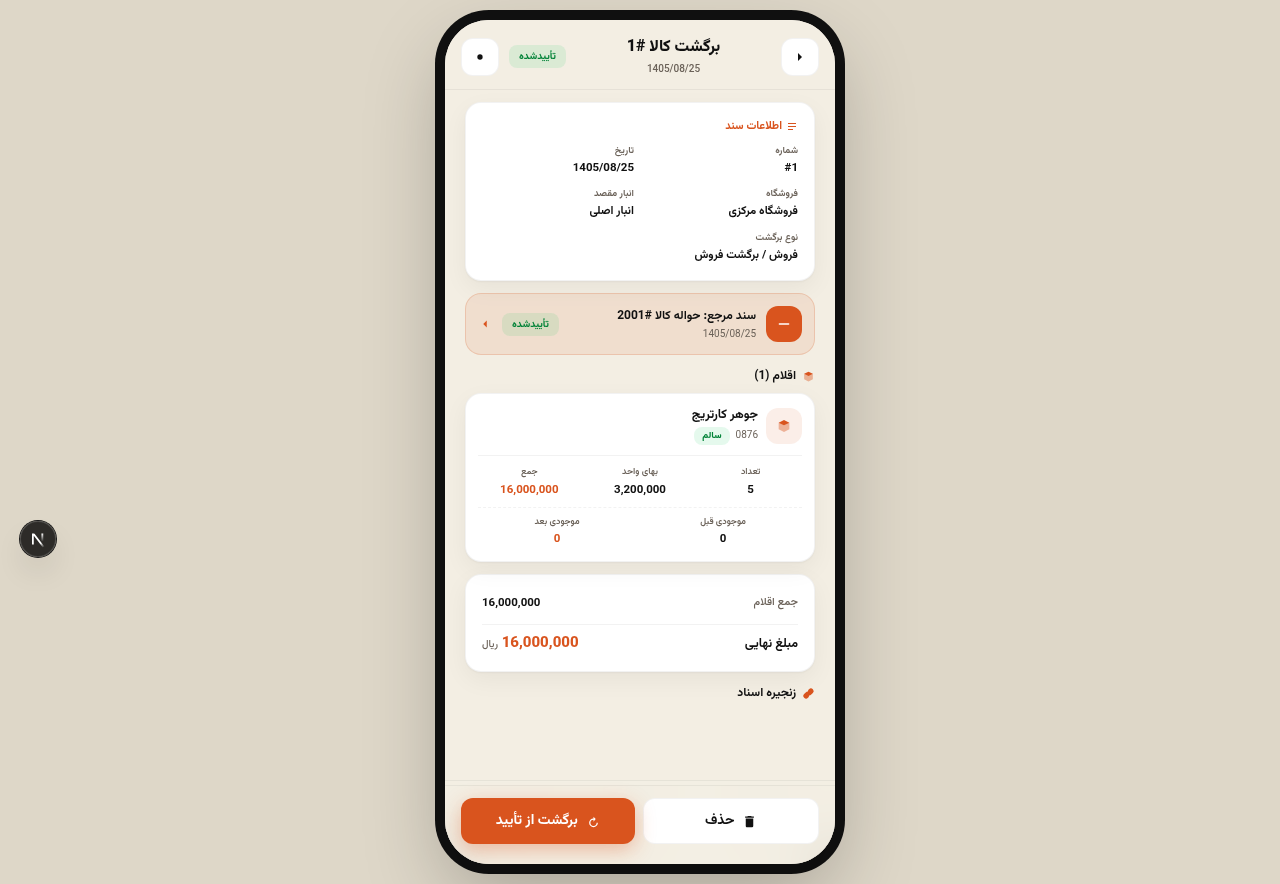 برگشت کالا #1
1405/08/25
تأییدشده
اطلاعات سند
شماره
تاریخ
#1
1405/08/25
فروشگاه
انبار مقصد
فروشگاه مرکزی
انبار اصلی
نوع برگشت
فروش / برگشت فروش
سند مرجع: حواله کالا #2001
1405/08/25
تأییدشده
اقلام (1)
جوهر کارتریج
0876 سالم
تعداد
بهای واحد
جمع
5
3,200,000
16,000,000
موجودی قبل
موجودی بعد
0
0
جمع اقلام
16,000,000
مبلغ نهایی
16,000,000 ریال
زنجیره اسناد
حذف
برگشت از تأیید
N